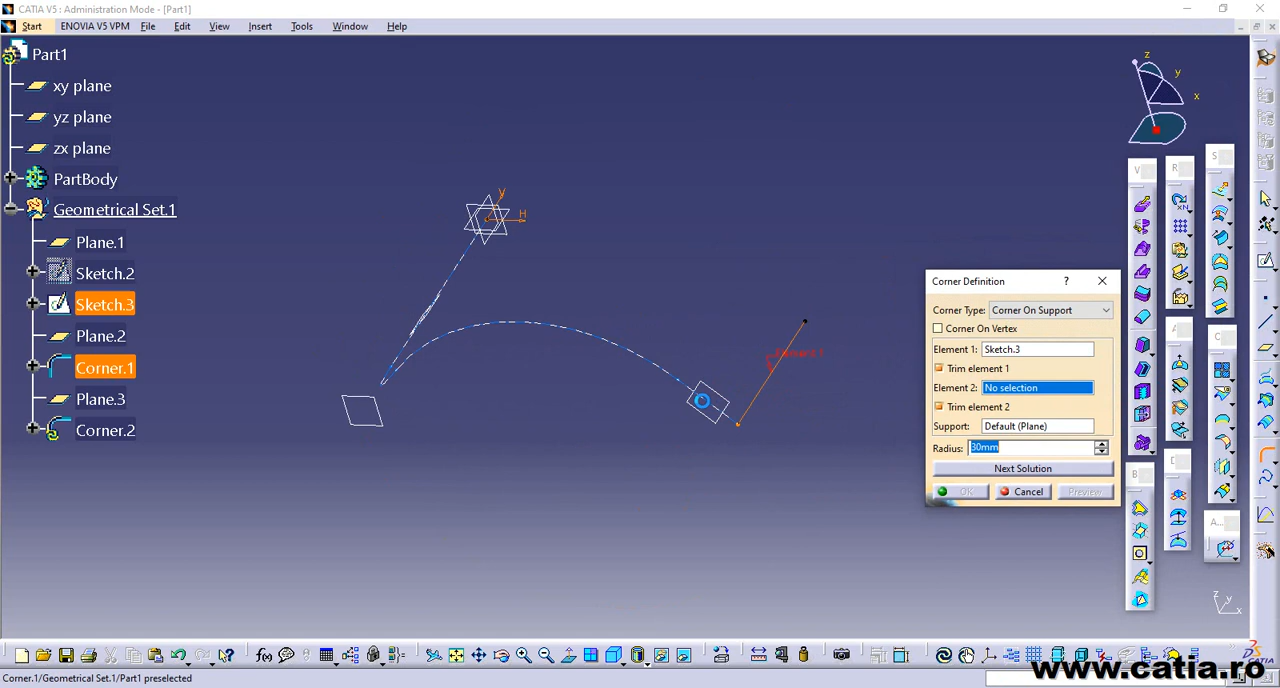 CATIA V5 : Administration Mode - [Part1]
Start ENOVIA V5 VPM File Edit View Insert Tools Window Help
Part1
xy plane
yz plane
zx plane
PartBody
Geometrical Set.1
Plane.1
Sketch.2
Sketch.3
Plane.2
Corner.1
Plane.3
Corner.2
y
H
Element 1
z
y
x
V
R
S
A
C
B
D
A...
Corner Definition ?
Corner Type: Corner On Support
Corner On Vertex
Element 1: Sketch.3
Trim element 1
Element 2: No selection
Trim element 2
Support: Default (Plane)
Radius: 30mm
Next Solution
OK Cancel Preview
z y
x
f(x)
CATIA
www.catia.ro
Corner.1/Geometrical Set.1/Part1 preselected